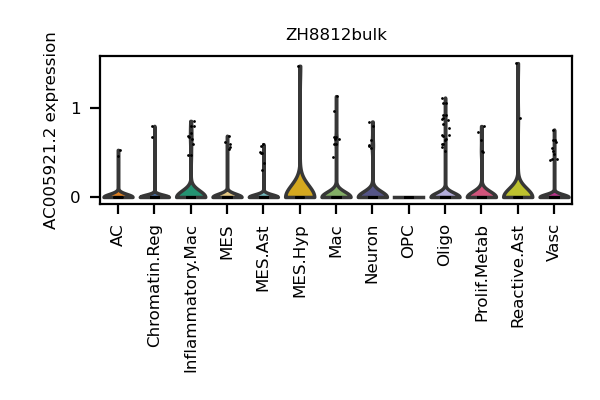 ZH8812bulk
AC005921.2 expression
1
0
AC
Chromatin.Reg
Inflammatory.Mac
MES
MES.Ast
MES.Hyp
Mac
Neuron
OPC
Oligo
Prolif.Metab
Reactive.Ast
Vasc